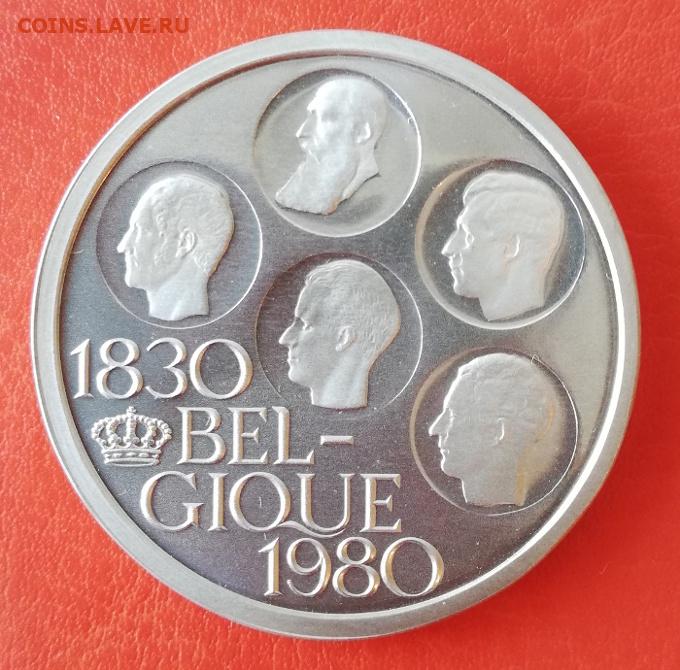 COINS.LAVE.RU
1830
BEL-
GIQUE
1980